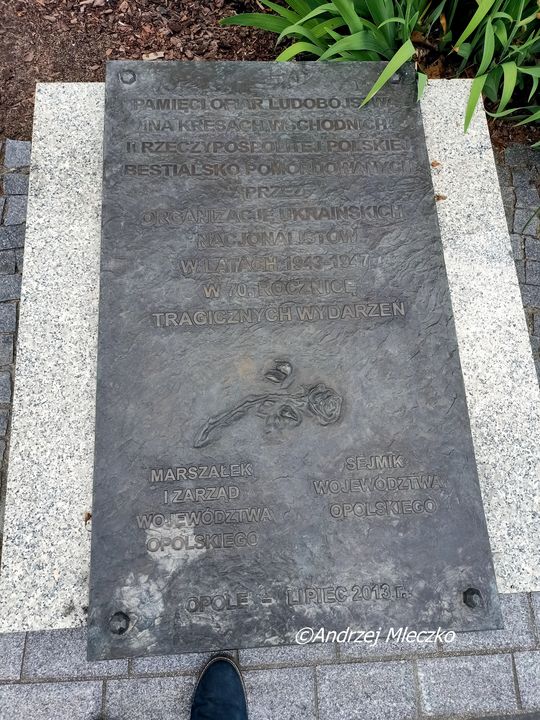 PAMIĘCI OFIAR LUDOBÓJSTWA
NA KRESACH WSCHODNICH
II RZECZYPOSPOLITEJ POLSKIEJ
BESTIALSKO POMORDOWANYCH
PRZEZ
ORGANIZACJE UKRAIŃSKICH
NACJONALISTÓW
W LATACH 1943-1947
W 70. ROCZNICĘ
TRAGICZNYCH WYDARZEŃ
MARSZAŁEK
I ZARZĄD
WOJEWÓDZTWA
OPOLSKIEGO
SEJMIK
WOJEWÓDZTWA
OPOLSKIEGO
OPOLE – LIPIEC 2013 r.
©Andrzej Mleczko